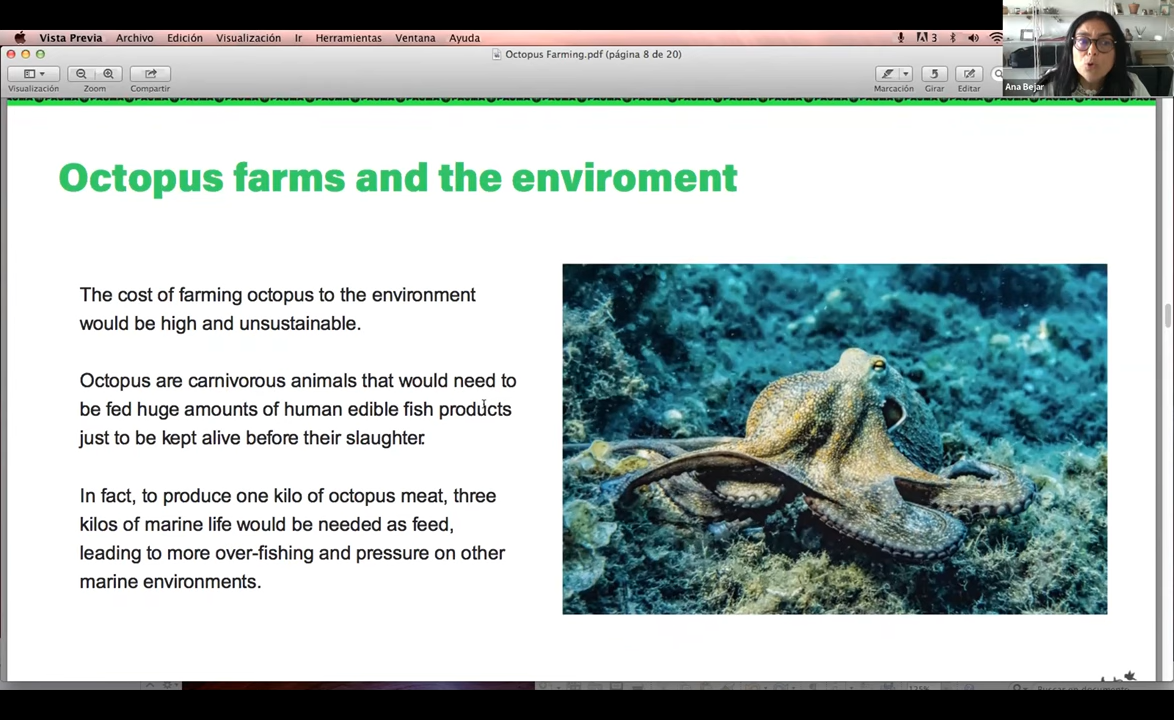 Vista Previa Archivo Edición Visualización Ir Herramientas Ventana Ayuda
3
Octopus Farming.pdf (página 8 de 20)
Visualización Zoom Compartir Marcación Girar Editar
Ana Bejar
Octopus farms and the enviroment
The cost of farming octopus to the environment
would be high and unsustainable.
Octopus are carnivorous animals that would need to
be fed huge amounts of human edible fish products
just to be kept alive before their slaughter.
In fact, to produce one kilo of octopus meat, three
kilos of marine life would be needed as feed,
leading to more over-fishing and pressure on other
marine environments.